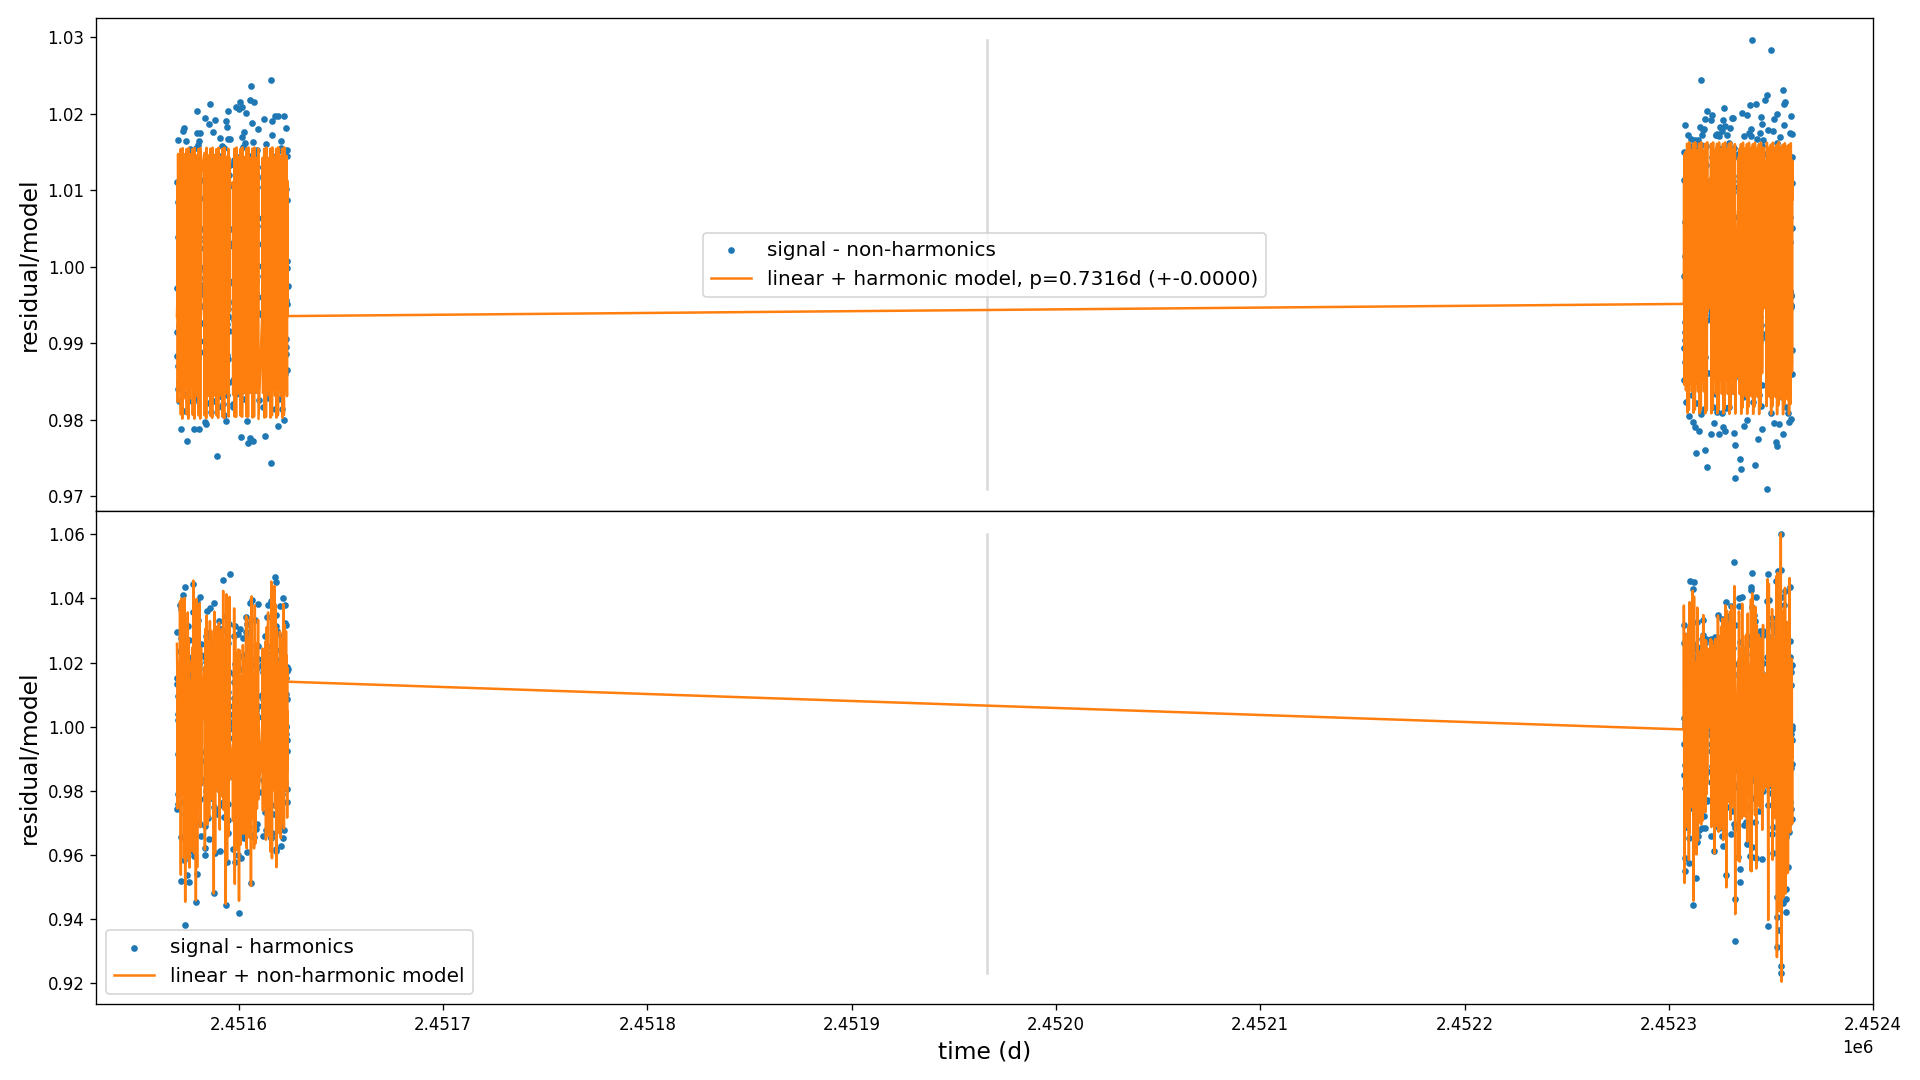 1.03
1.02
1.01
1.00
0.99
0.98
0.97
residual/model
signal - non-harmonics
linear + harmonic model, p=0.7316d (+-0.0000)
1.06
1.04
1.02
1.00
0.98
0.96
0.94
0.92
residual/model
signal - harmonics
linear + non-harmonic model
2.4516 2.4517 2.4518 2.4519 2.4520 2.4521 2.4522 2.4523 2.4524
1e6
time (d)